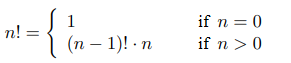 n! = { 1 if n = 0
(n − 1)! · n if n > 0